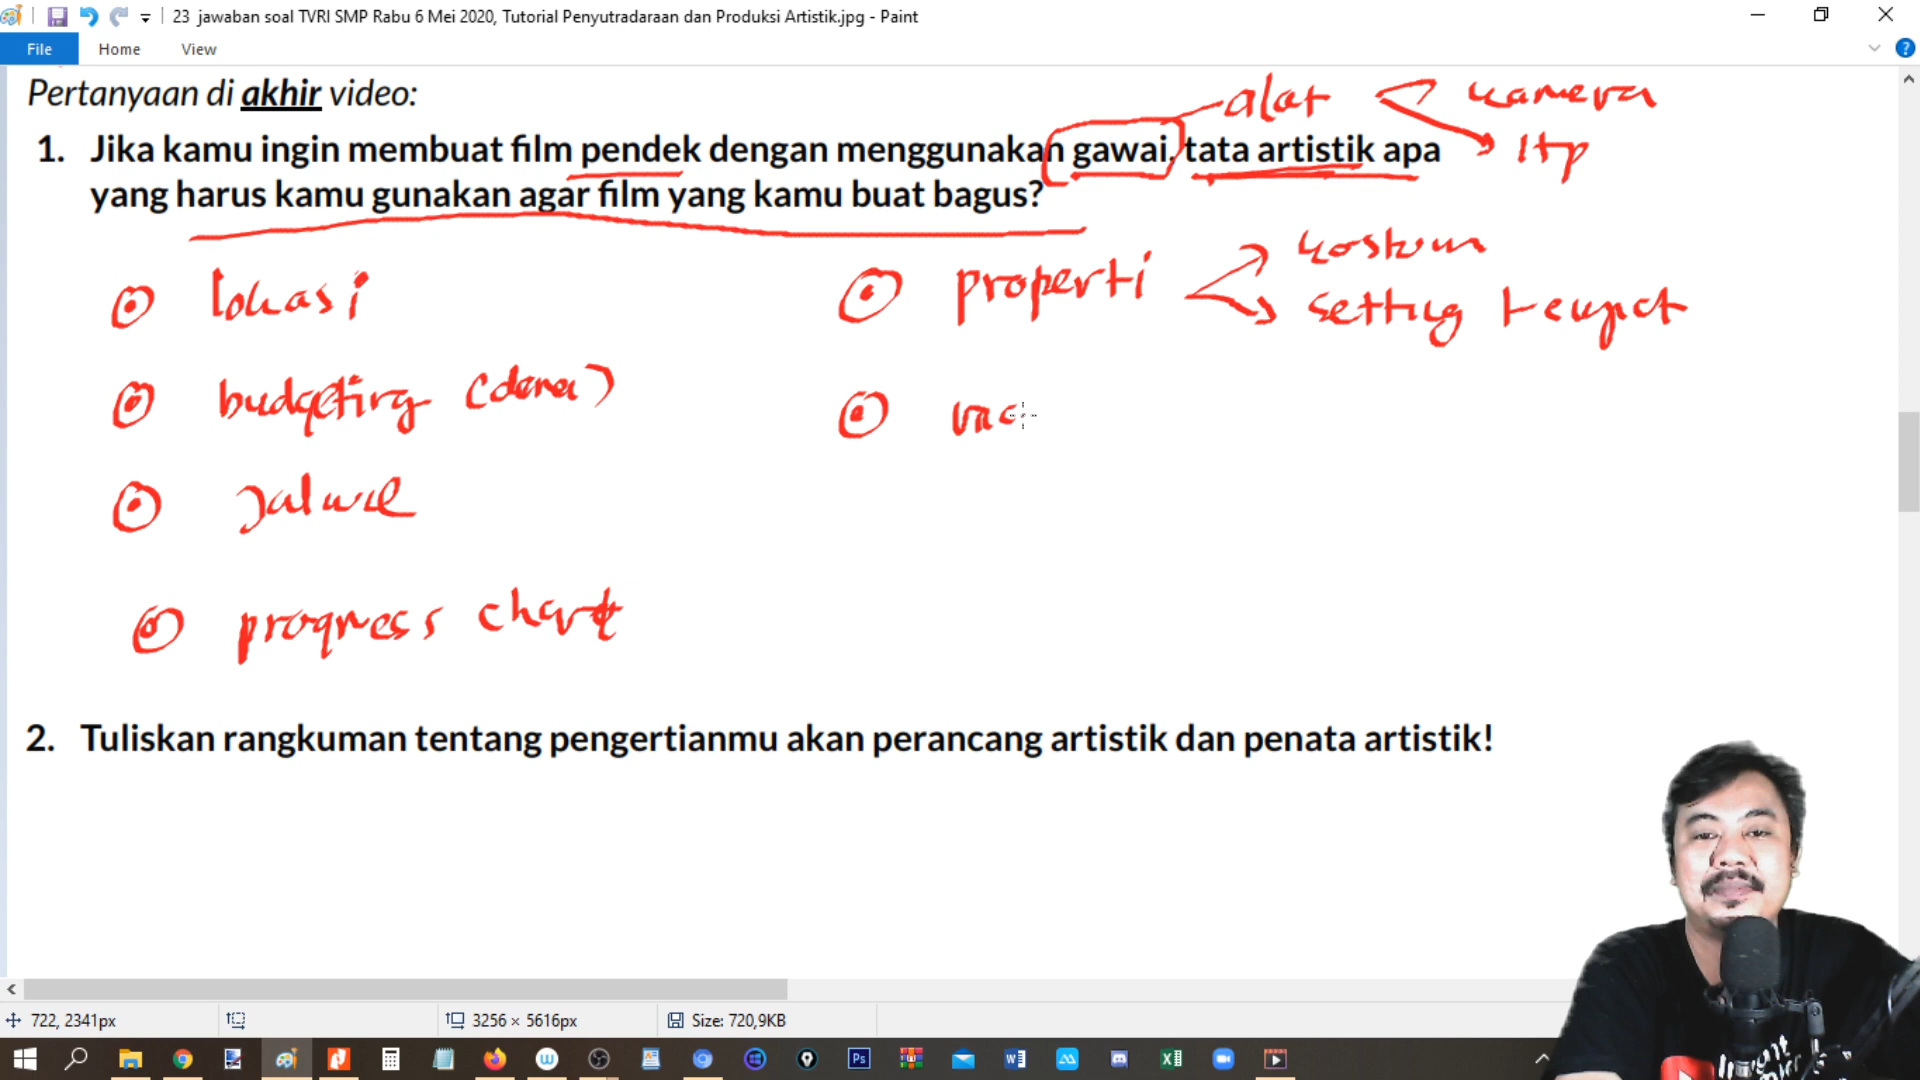 23 jawaban soal TVRI SMP Rabu 6 Mei 2020, Tutorial Penyutradaraan dan Produksi Artistik.jpg - Paint
File Home View
Pertanyaan di akhir video:
alat kamera
1. Jika kamu ingin membuat film pendek dengan menggunakan gawai, tata artistik apa
yang harus kamu gunakan agar film yang kamu buat bagus?
kostum
lokasi properti
setting tempat
budgeting (dana)
progress chart
2. Tuliskan rangkuman tentang pengertianmu akan perancang artistik dan penata artistik!
722, 2341px 3256 × 5616px Size: 720,9KB